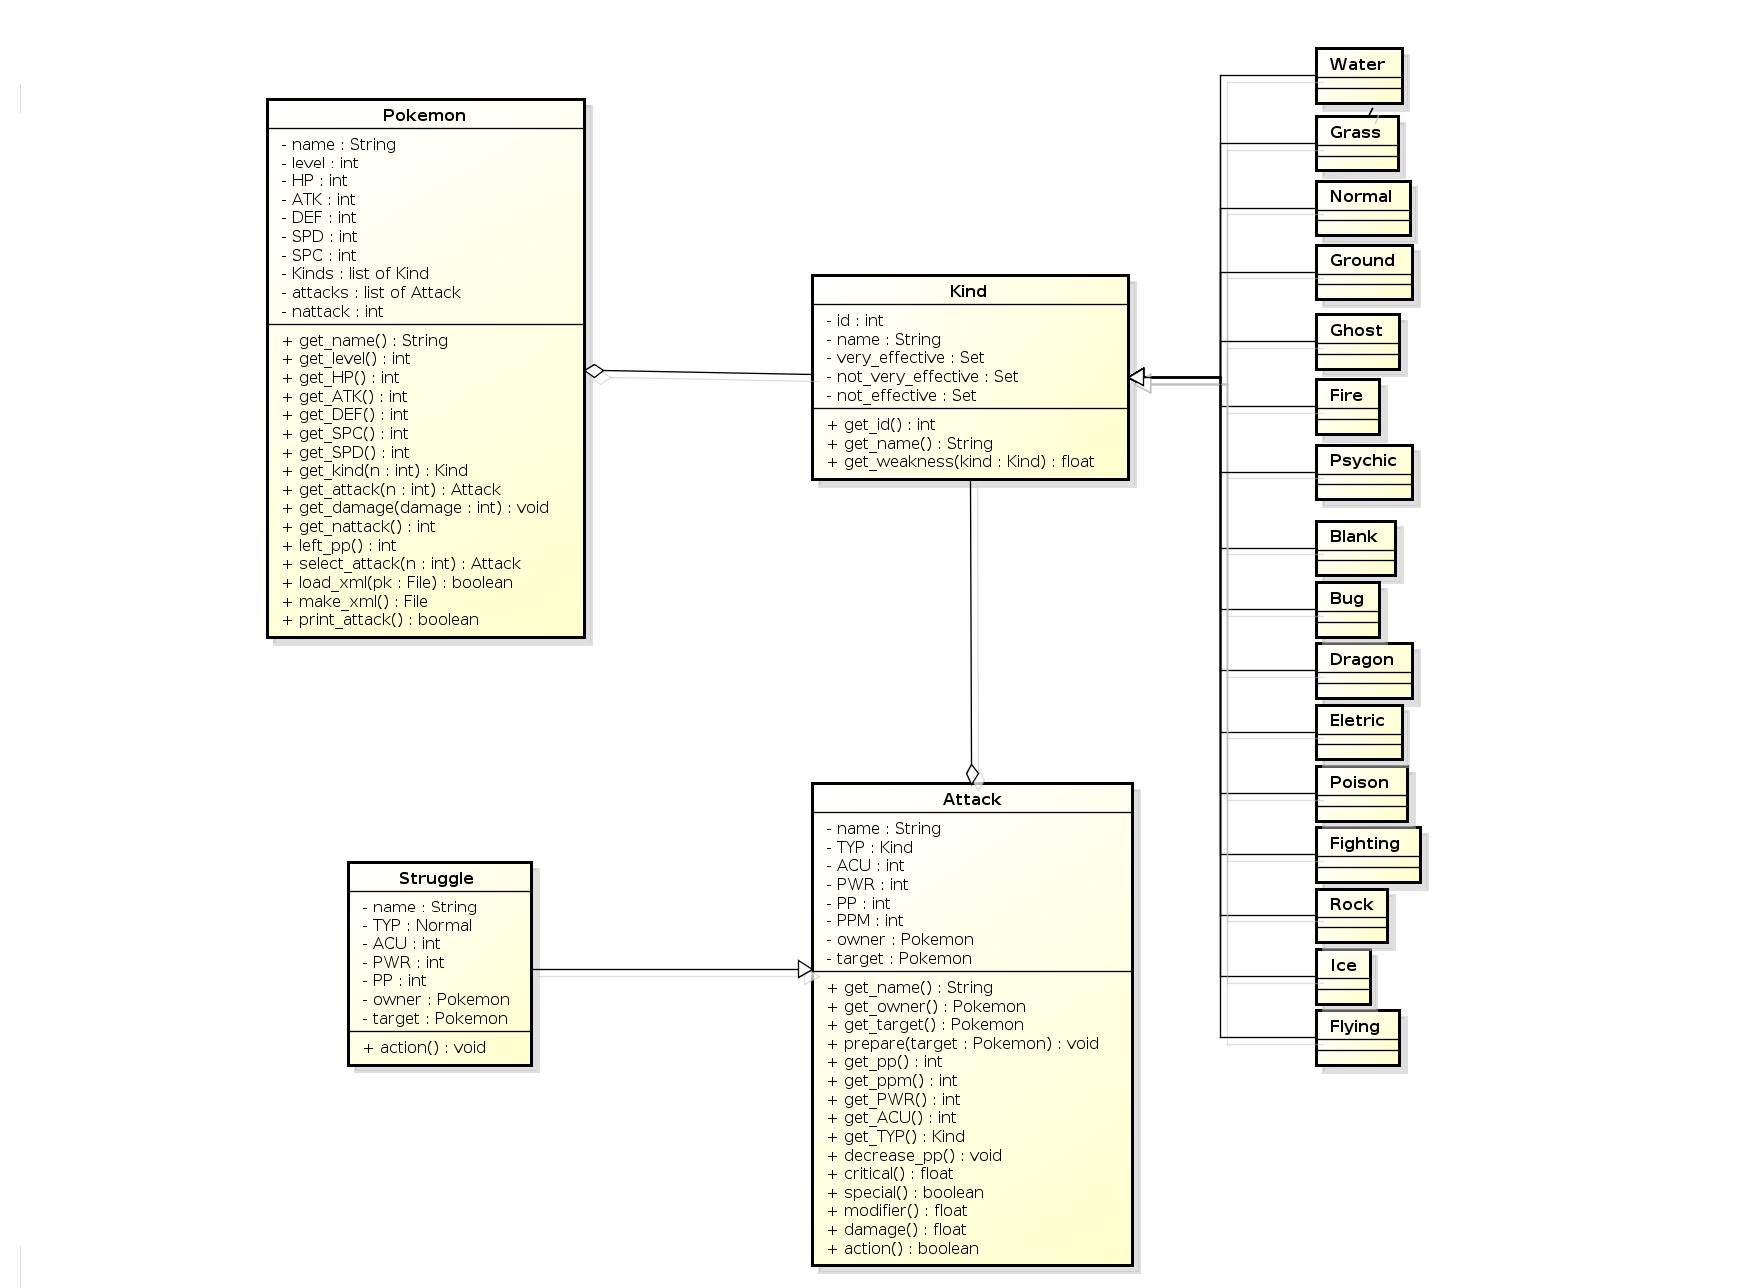 Pokemon
- name : String
- level : int
- HP : int
- ATK : int
- DEF : int
- SPD : int
- SPC : int
- Kinds : list of Kind
- attacks : list of Attack
- nattack : int
+ get_name() : String
+ get_level() : int
+ get_HP() : int
+ get_ATK() : int
+ get_DEF() : int
+ get_SPC() : int
+ get_SPD() : int
+ get_kind(n : int) : Kind
+ get_attack(n : int) : Attack
+ get_damage(damage : int) : void
+ get_nattack() : int
+ left_pp() : int
+ select_attack(n : int) : Attack
+ load_xml(pk : File) : boolean
+ make_xml() : File
+ print_attack() : boolean
Kind
- id : int
- name : String
- very_effective : Set
- not_very_effective : Set
- not_effective : Set
+ get_id() : int
+ get_name() : String
+ get_weakness(kind : Kind) : float
Struggle
- name : String
- TYP : Normal
- ACU : int
- PWR : int
- PP : int
- owner : Pokemon
- target : Pokemon
+ action() : void
Attack
- name : String
- TYP : Kind
- ACU : int
- PWR : int
- PP : int
- PPM : int
- owner : Pokemon
- target : Pokemon
+ get_name() : String
+ get_owner() : Pokemon
+ get_target() : Pokemon
+ prepare(target : Pokemon) : void
+ get_pp() : int
+ get_ppm() : int
+ get_PWR() : int
+ get_ACU() : int
+ get_TYP() : Kind
+ decrease_pp() : void
+ critical() : float
+ special() : boolean
+ modifier() : float
+ damage() : float
+ action() : boolean
Water
Grass
Normal
Ground
Ghost
Fire
Psychic
Blank
Bug
Dragon
Eletric
Poison
Fighting
Rock
Ice
Flying